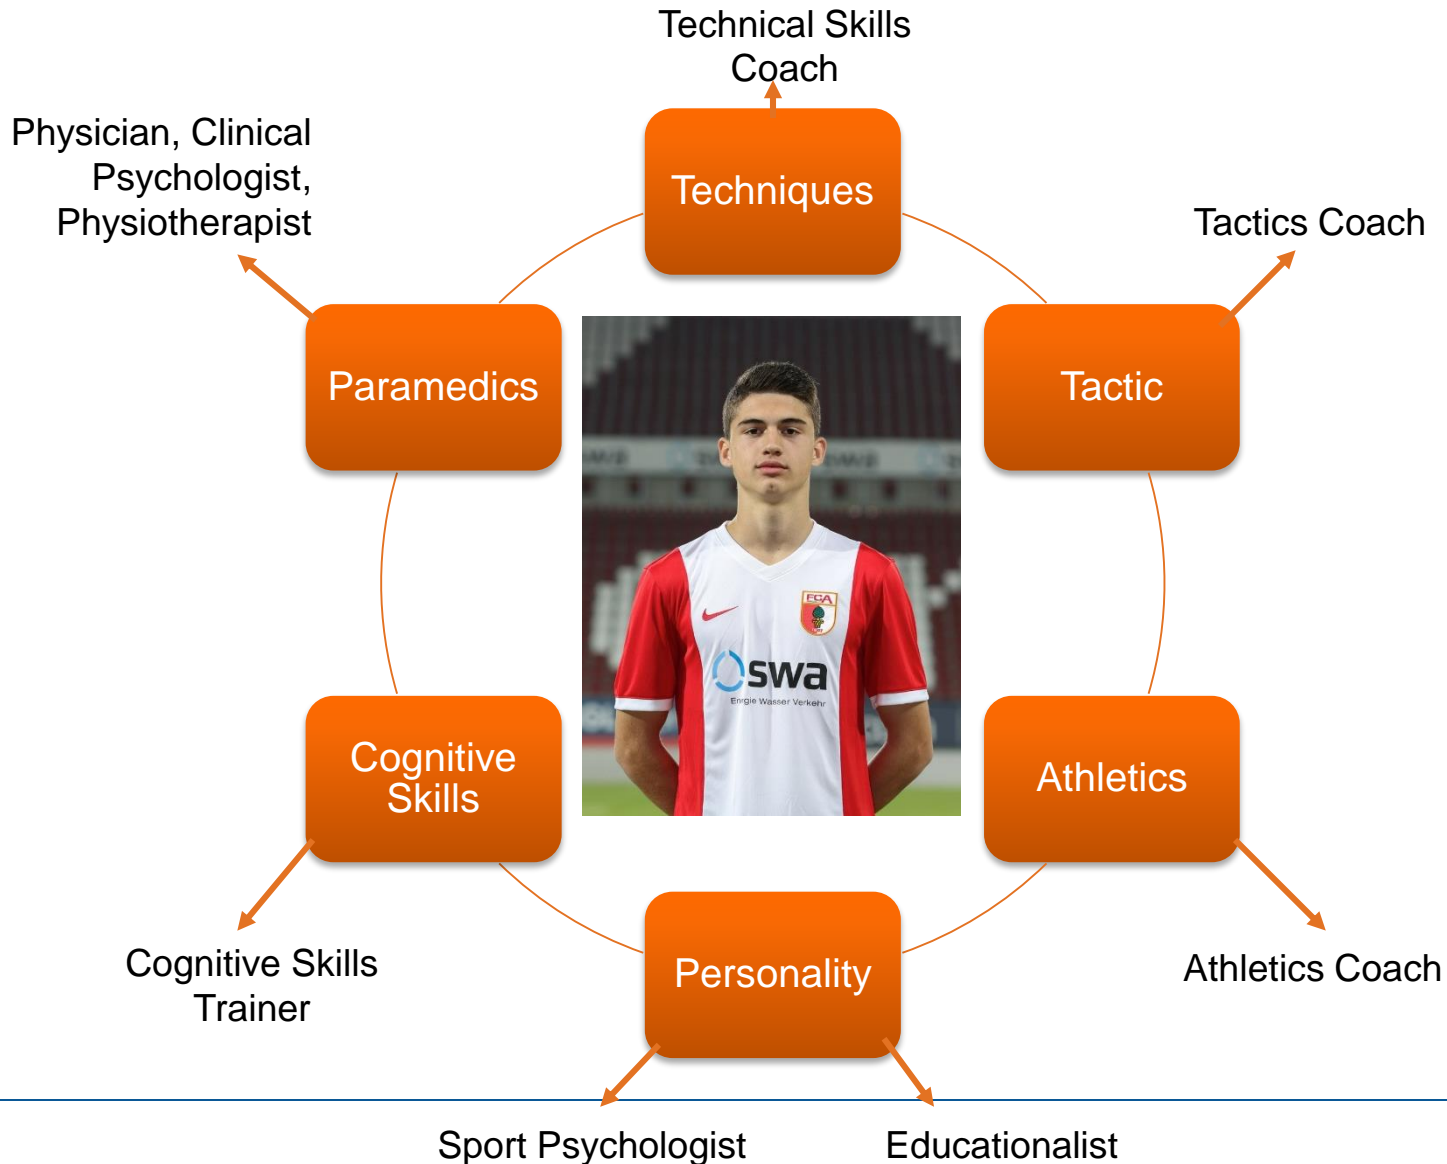 Technical Skills
Coach
Physician, Clinical
Psychologist,
Physiotherapist
Techniques
Tactics Coach
Paramedics
Tactic
FCA
swa
Energie Wasser Verkehr
Cognitive
Skills
Athletics
Cognitive Skills
Trainer
Personality
Athletics Coach
Sport Psychologist
Educationalist